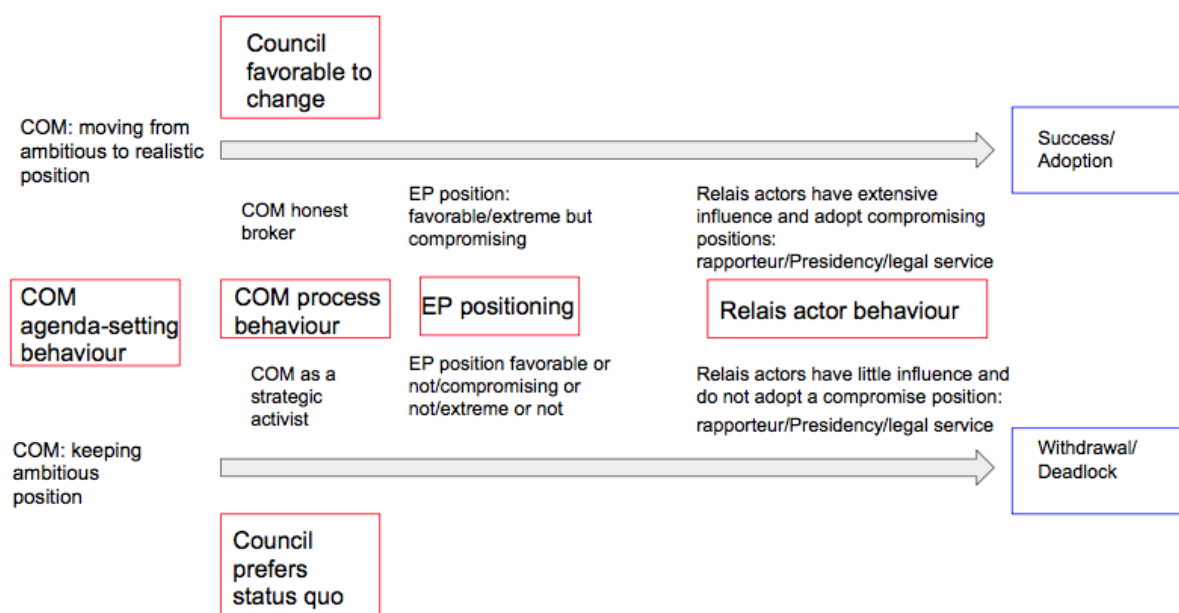 Council
favorable to
change
COM: moving from
ambitious to realistic
position
Success/
Adoption
COM honest
broker
EP position:
favorable/extreme but
compromising
Relais actors have extensive
influence and adopt compromising
positions:
rapporteur/Presidency/legal service
COM
agenda-setting
behaviour
COM process
behaviour
EP positioning
Relais actor behaviour
COM as a
strategic
activist
EP position favorable or
not/compromising or
not/extreme or not
Relais actors have little influence and
do not adopt a compromise position:
rapporteur/Presidency/legal service
COM: keeping
ambitious
position
Withdrawal/
Deadlock
Council
prefers
status quo